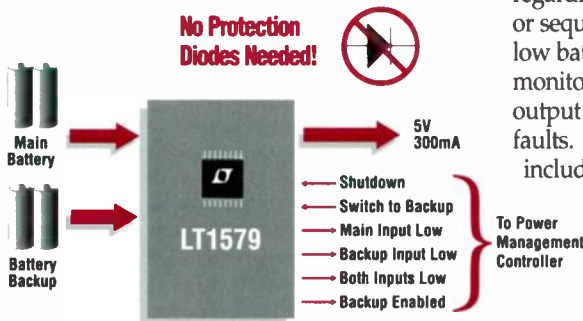 No Protection
Diodes Needed!
Main
Battery
Battery
Backup
LT1579
5V
300mA
Shutdown
Switch to Backup
Main Input Low
Backup Input Low
Both Inputs Low
Backup Enabled
To Power
Management
Controller
or sequ
low bat
monito
output
faults.
includ